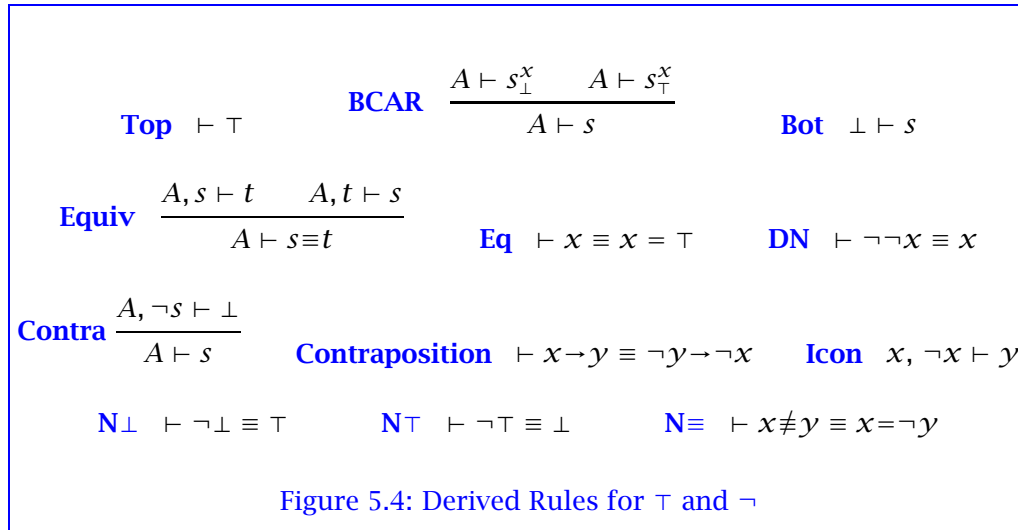 Top ⊢ ⊤ BCAR A ⊢ s^x_⊥ A ⊢ s^x_⊤ / A ⊢ s Bot ⊥ ⊢ s
Equiv A, s ⊢ t A, t ⊢ s / A ⊢ s≡t Eq ⊢ x ≡ x = ⊤ DN ⊢ ¬¬x ≡ x
Contra A, ¬s ⊢ ⊥ / A ⊢ s Contraposition ⊢ x→y ≡ ¬y→¬x Icon x, ¬x ⊢ y
N⊥ ⊢ ¬⊥ ≡ ⊤ N⊤ ⊢ ¬⊤ ≡ ⊥ N≡ ⊢ x≢y ≡ x=¬y
Figure 5.4: Derived Rules for ⊤ and ¬